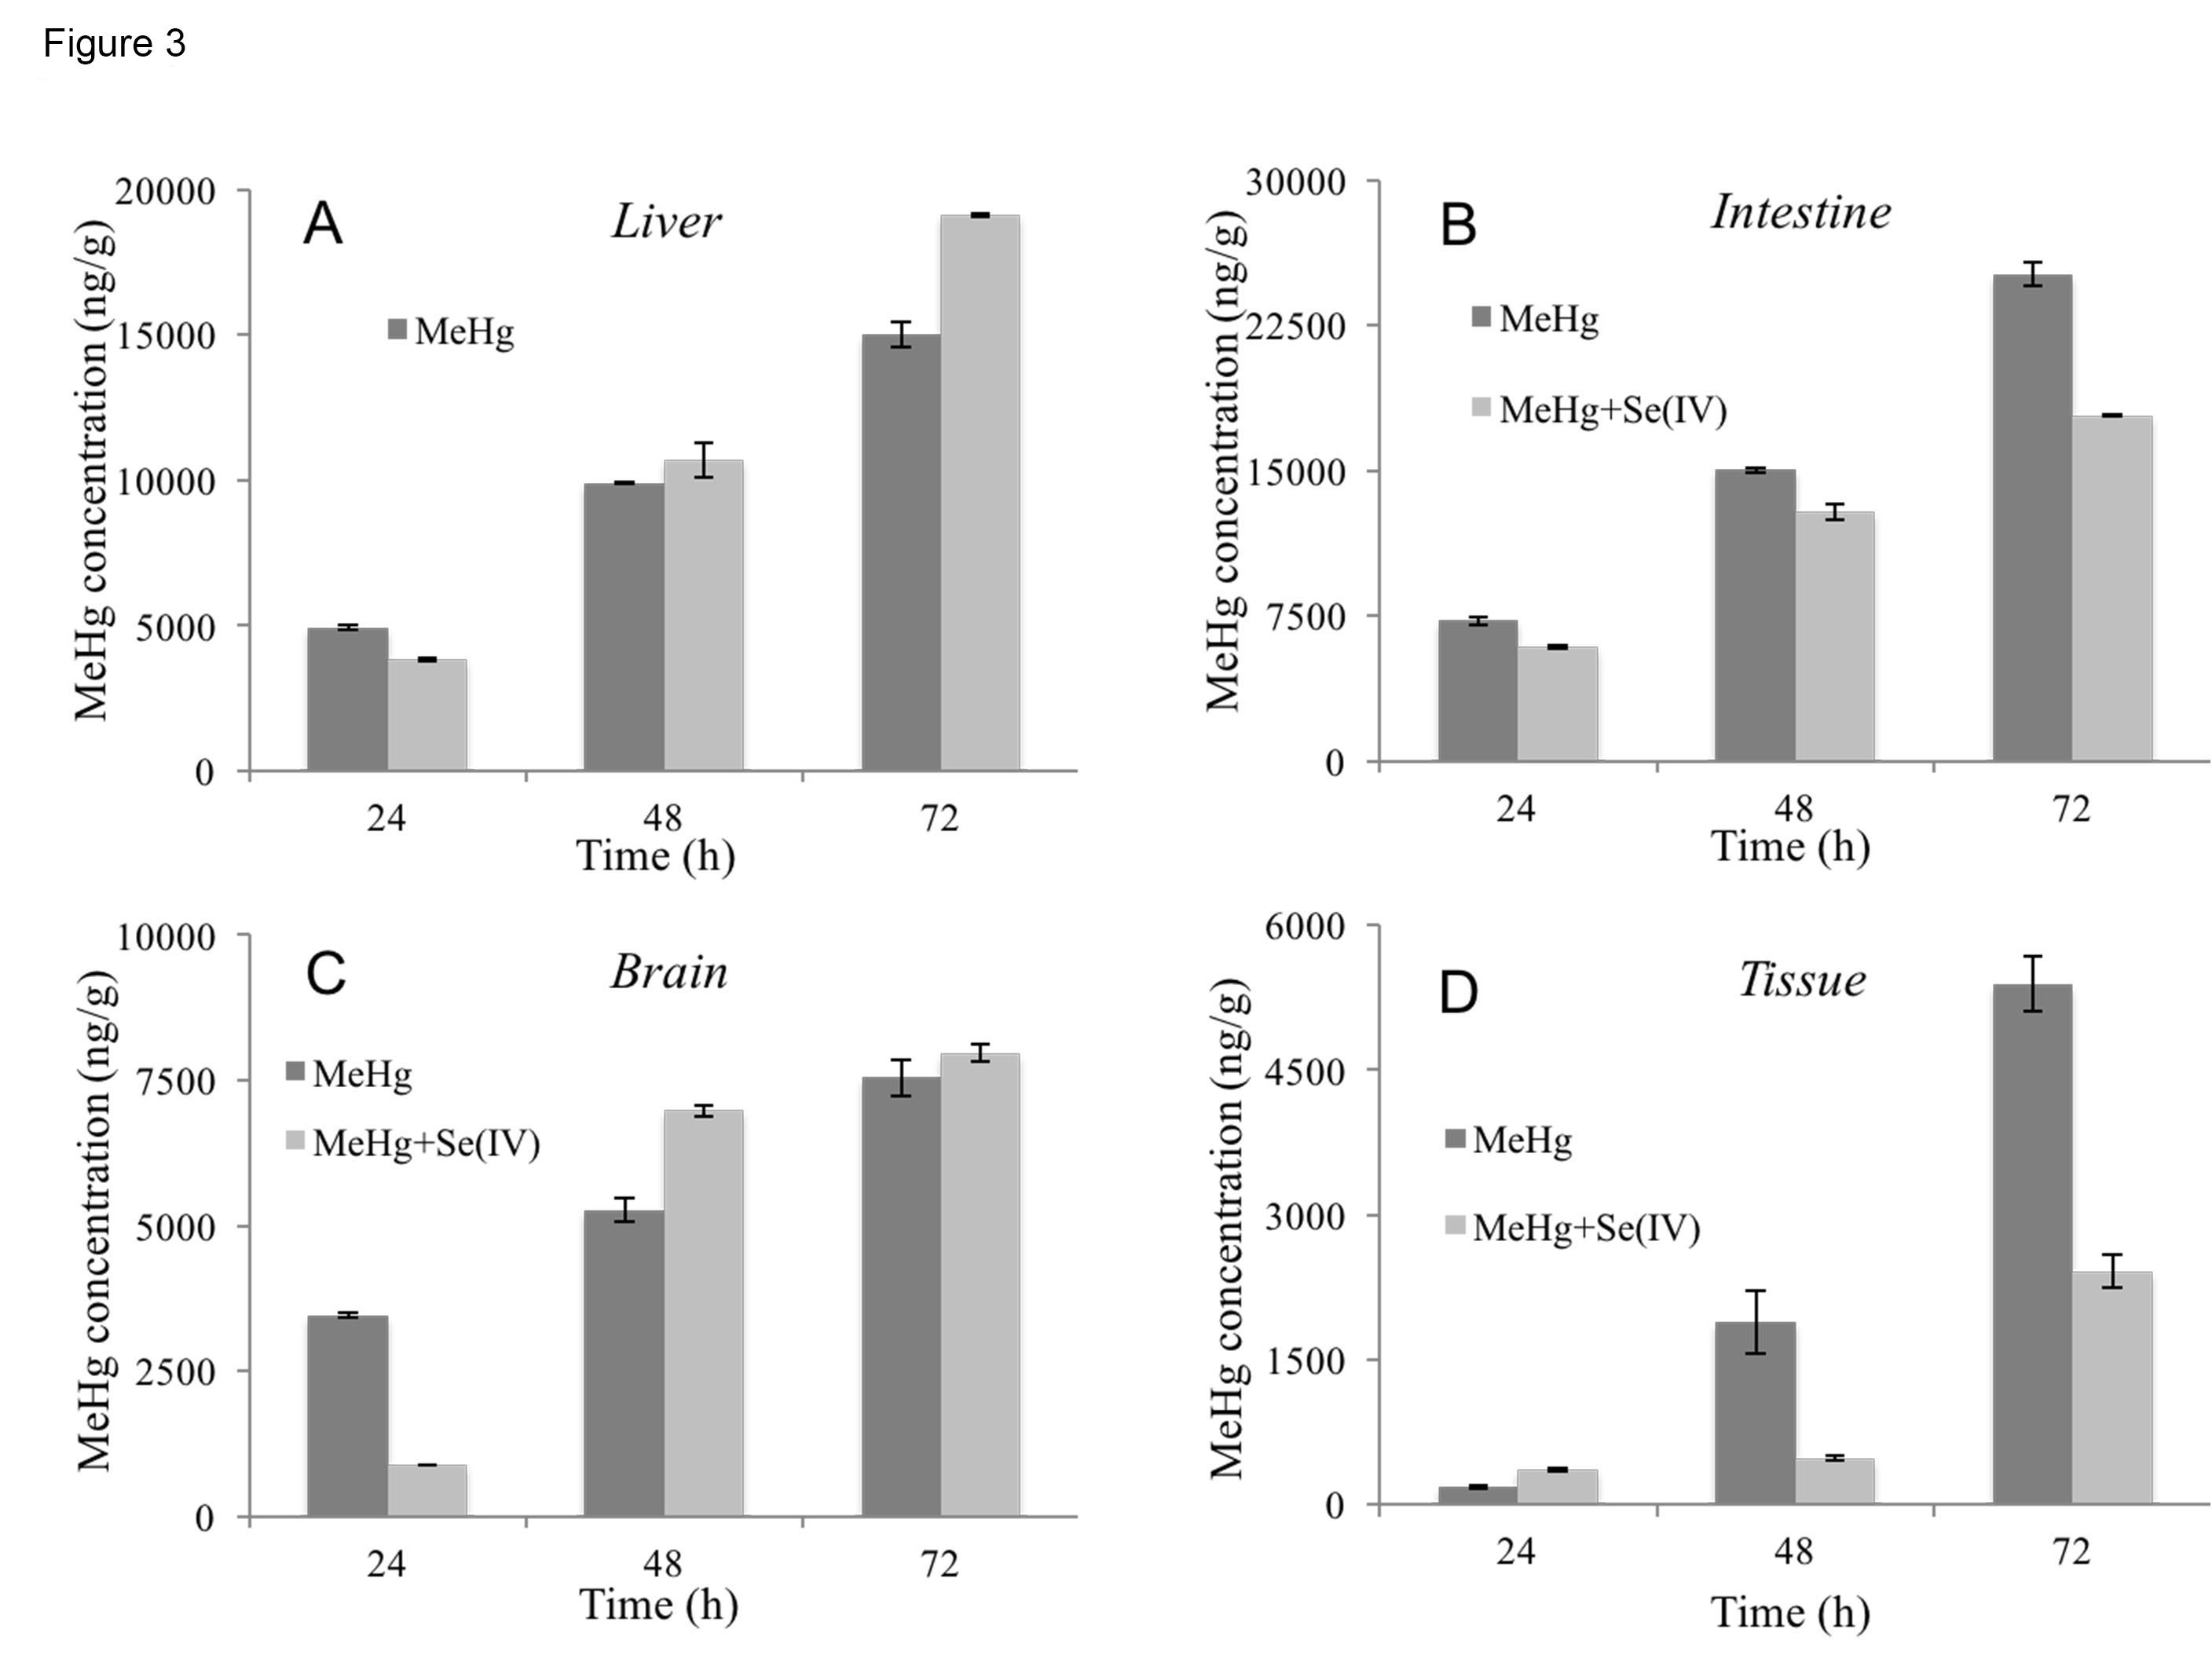 Figure 3
A
Liver
MeHg concentration (ng/g)
20000
15000
10000
5000
0
MeHg
24
48
72
Time (h)
B
Intestine
MeHg concentration (ng/g)
30000
22500
15000
7500
0
MeHg
MeHg+Se(IV)
24
48
72
Time (h)
C
Brain
MeHg concentration (ng/g)
10000
7500
5000
2500
0
MeHg
MeHg+Se(IV)
24
48
72
Time (h)
D
Tissue
MeHg concentration (ng/g)
6000
4500
3000
1500
0
MeHg
MeHg+Se(IV)
24
48
72
Time (h)